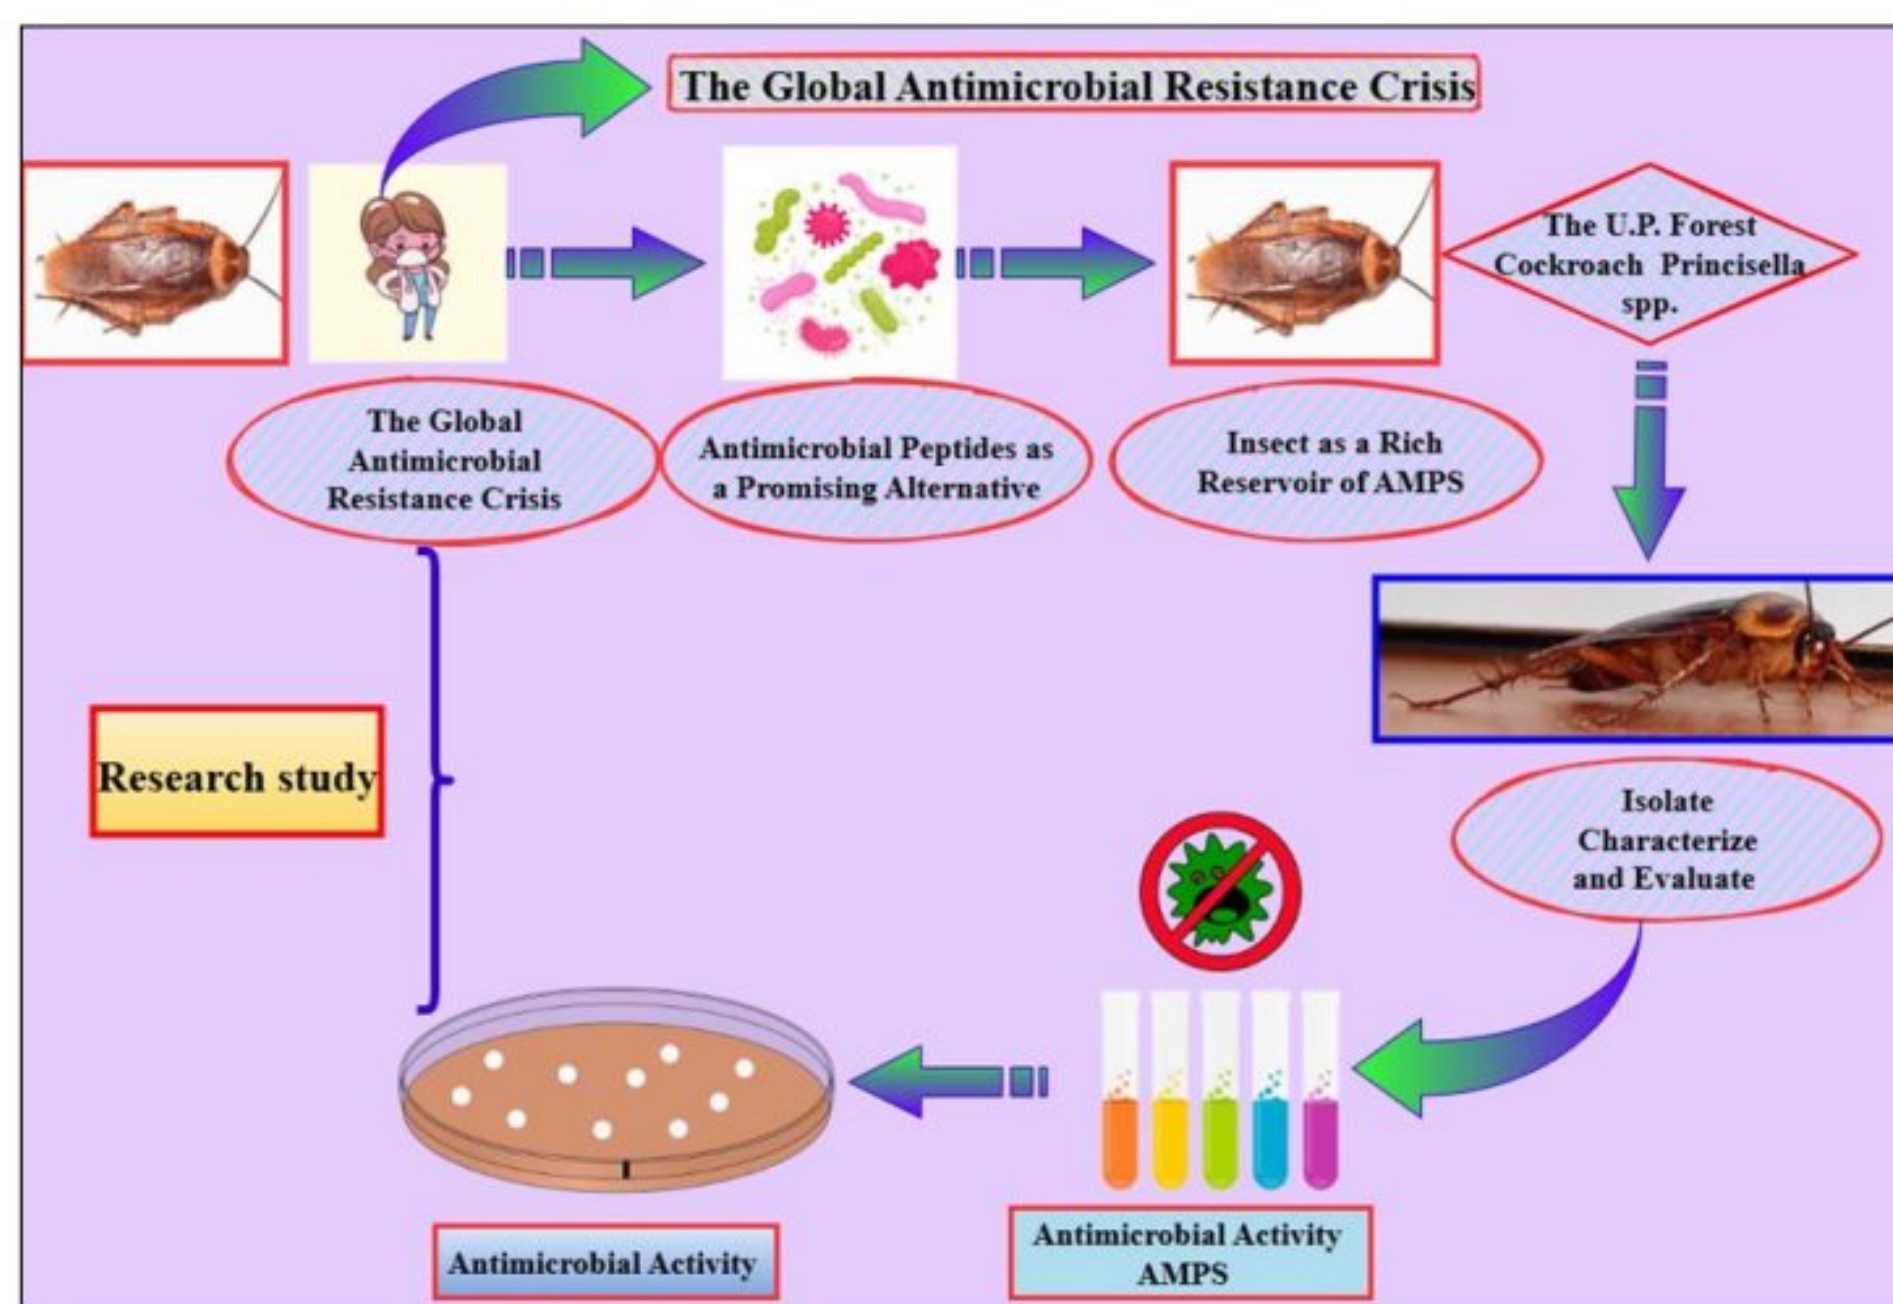 The Global Antimicrobial Resistance Crisis
The U.P. Forest
Cockroach Princisella
spp.
The Global
Antimicrobial
Resistance Crisis
Antimicrobial Peptides as
a Promising Alternative
Insect as a Rich
Reservoir of AMPS
Research study
Isolate
Characterize
and Evaluate
Antimicrobial Activity
Antimicrobial Activity
AMPS